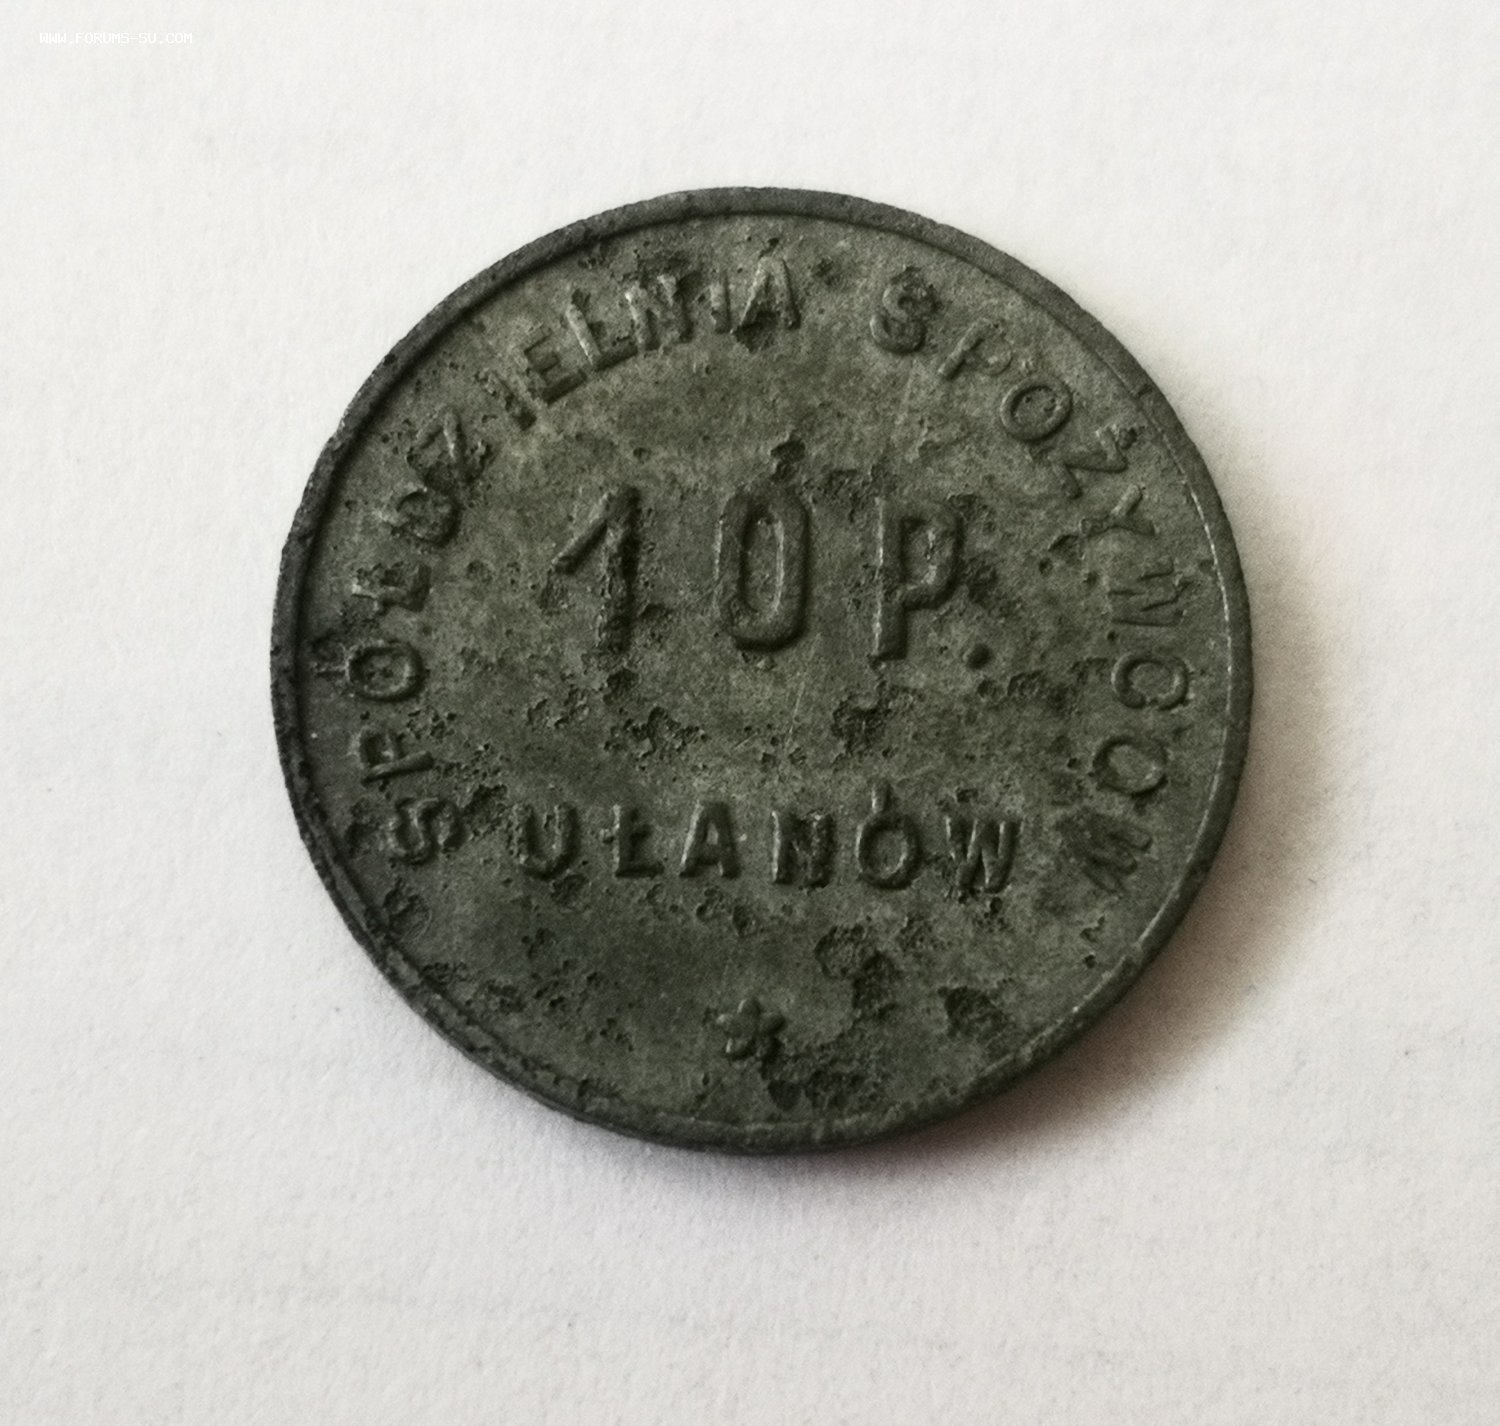 WWW.FORUMS-SU.COM
SPÓŁDZIELNIA SPOŻYWCÓW
10 P.
UŁANÓW